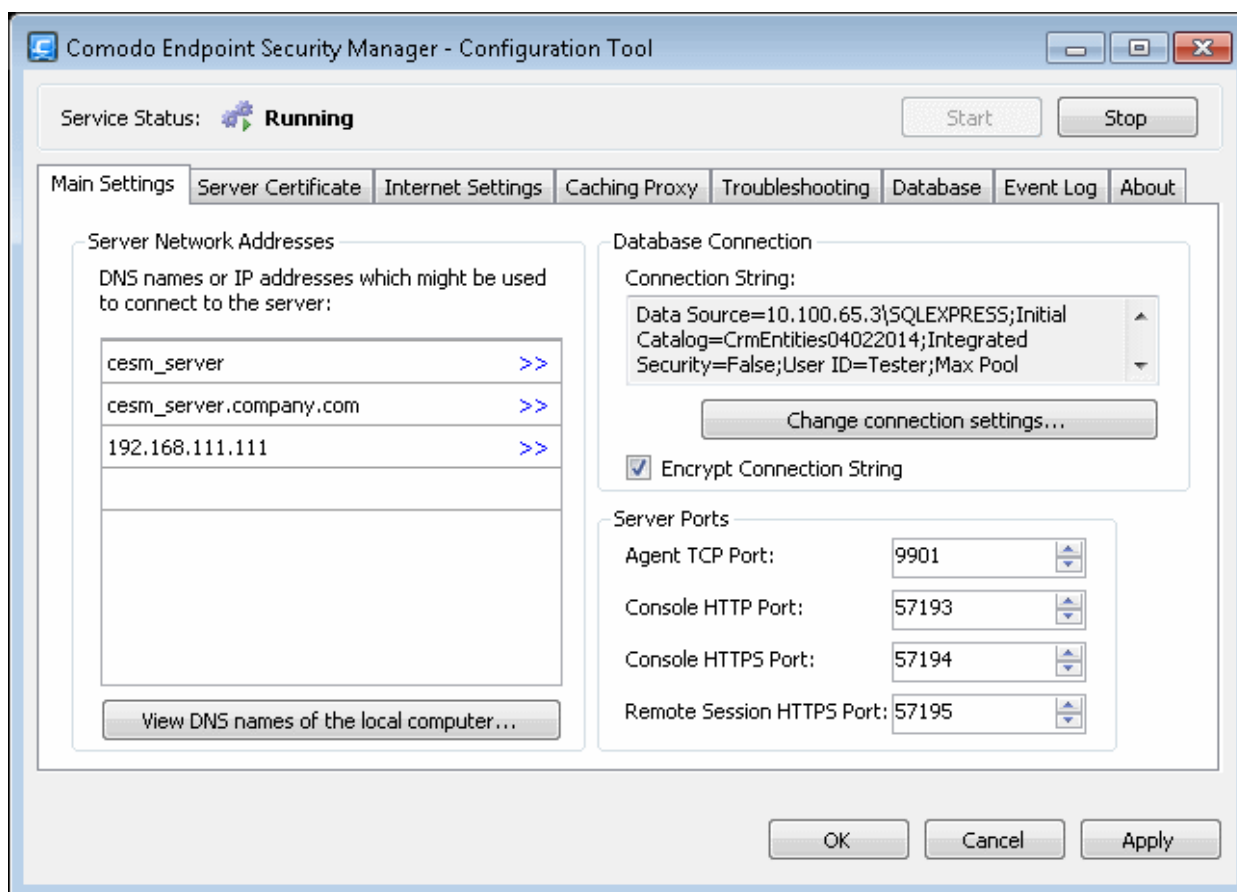 Comodo Endpoint Security Manager - Configuration Tool
Service Status: Running
Start
Stop
Main Settings
Server Certificate
Internet Settings
Caching Proxy
Troubleshooting
Database
Event Log
About
Server Network Addresses
DNS names or IP addresses which might be used
to connect to the server:
cesm_server >>
cesm_server.company.com >>
192.168.111.111 >>
View DNS names of the local computer...
Database Connection
Connection String:
Data Source=10.100.65.3\SQLEXPRESS;Initial
Catalog=CrmEntities04022014;Integrated
Security=False;User ID=Tester;Max Pool
Change connection settings...
Encrypt Connection String
Server Ports
Agent TCP Port: 9901
Console HTTP Port: 57193
Console HTTPS Port: 57194
Remote Session HTTPS Port: 57195
OK
Cancel
Apply